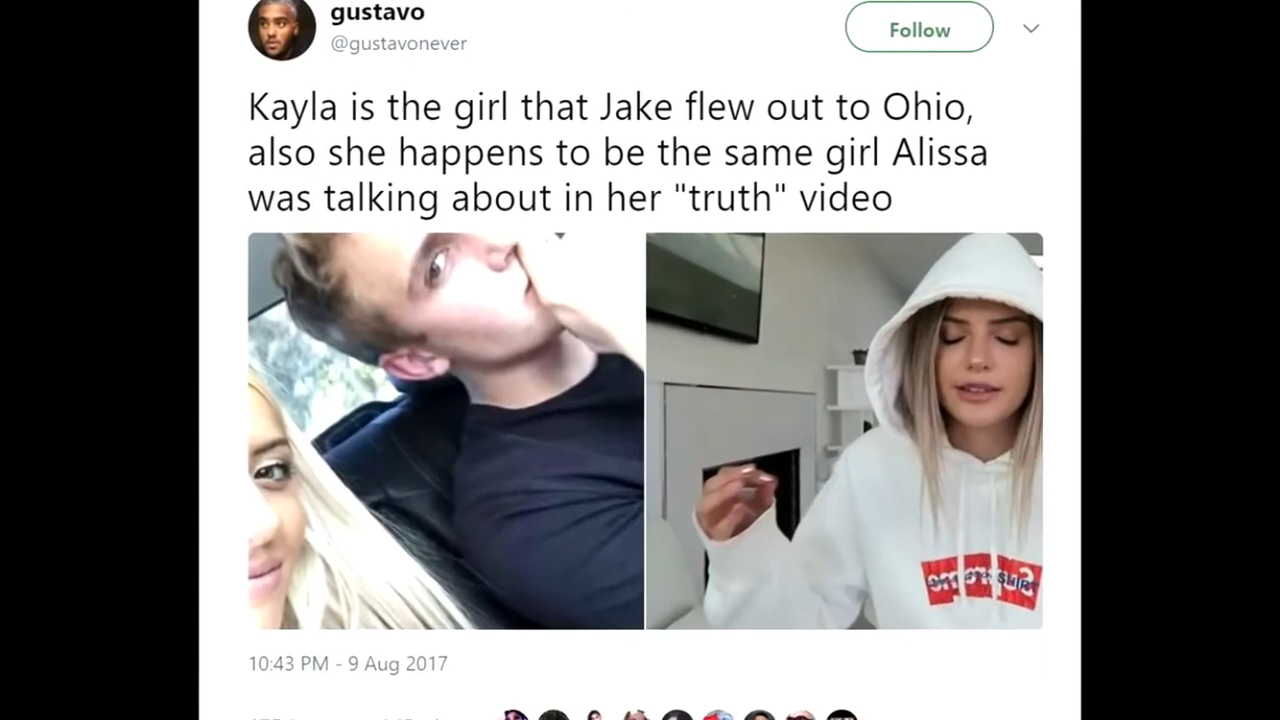 gustavo
@gustavonever
Follow
Kayla is the girl that Jake flew out to Ohio,
also she happens to be the same girl Alissa
was talking about in her "truth" video
SHIRT
10:43 PM - 9 Aug 2017